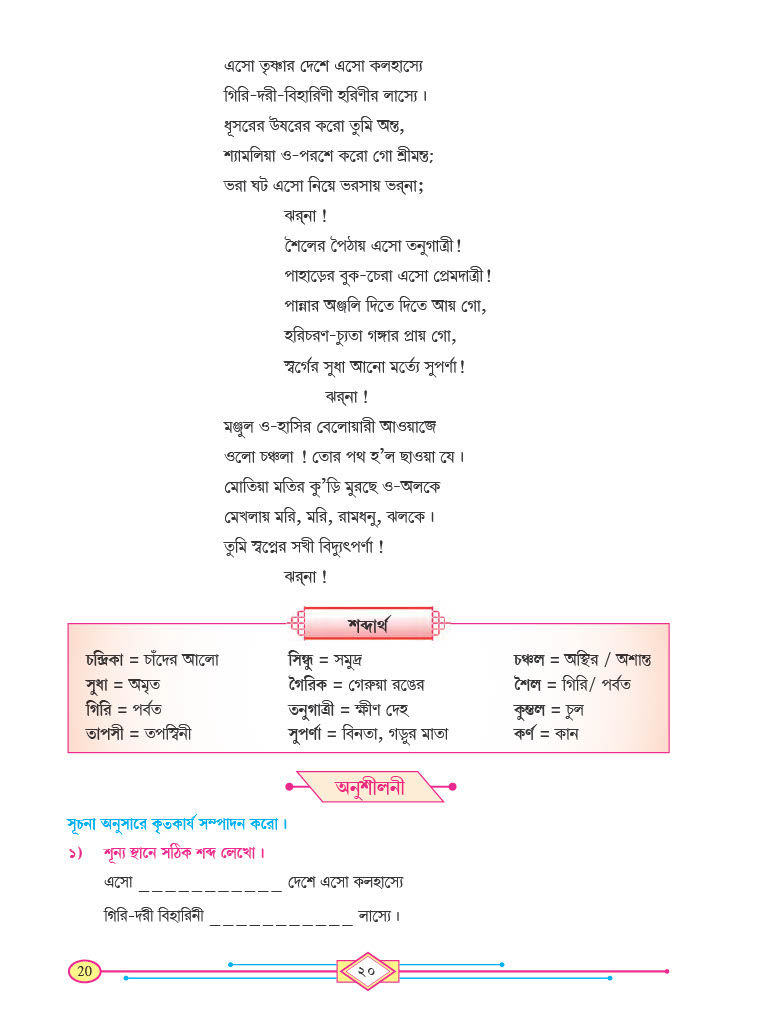 এসো তৃষ্ণার দেশে এসো কলহাস্যে
গিরি-দরী-বিহারিণী হরিণীর লাস্যে।
ধূসরের উষরের করো তুমি অন্ত,
শ্যামলিয়া ও-পরশে করো গো শ্রীমন্ত:
ভরা ঘট এসো নিয়ে ভরসায় ভর্‌না;
ঝর্‌না !
শৈলের পৈঠায় এসো তনুগাত্রী!
পাহাড়ের বুক-চেরা এসো প্রেমদাত্রী!
পান্নার অঞ্জলি দিতে দিতে আয় গো,
হরিচরণ-চ্যুতা গঙ্গার প্রায় গো,
স্বর্গের সুধা আনো মর্ত্যে সুপর্ণা!
ঝর্‌না !
মঞ্জুল ও-হাসির বেলোয়ারী আওয়াজে
ওলো চঞ্চলা ! তোর পথ হ’ল ছাওয়া যে।
মোতিয়া মতির কু’ড়ি মুরছে ও-অলকে
মেখলায় মরি, মরি, রামধনু, ঝলকে।
তুমি স্বপ্নের সখী বিদ্যুৎপর্ণা !
ঝর্‌না !
শব্দার্থ
চন্দ্রিকা = চাঁদের আলো সিন্ধু = সমুদ্র চঞ্চল = অস্থির / অশান্ত
সুধা = অমৃত গৈরিক = গেরুয়া রঙের শৈল = গিরি/ পর্বত
গিরি = পর্বত তনুগাত্রী = ক্ষীণ দেহ কুন্তল = চুল
তাপসী = তপস্বিনী সুপর্ণা = বিনতা, গড়ুর মাতা কর্ণ = কান
অনুশীলনী
সূচনা অনুসারে কৃতকার্য সম্পাদন করো।
১) শূন্য স্থানে সঠিক শব্দ লেখো।
এসো ___________ দেশে এসো কলহাস্যে
গিরি-দরী বিহারিনী ___________ লাস্যে।
20 ২০